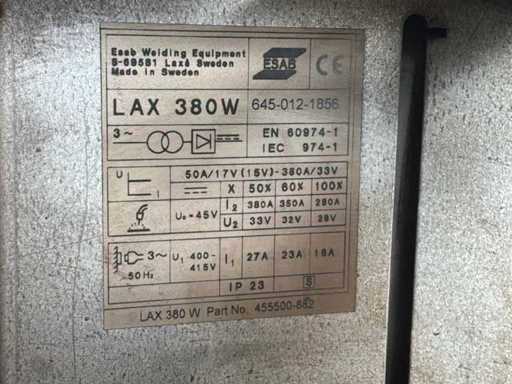 Esab Welding Equipment
S-69581 Laxå Sweden
Made in Sweden
ESAB
CE
LAX 380W 645-012-1856
3~
EN 60974-1
IEC 974-1
50A/17V(15V)-380A/33V
U
X 50% 60% 100%
I
U₀=45V
I2 380A 350A 280A
U2 33V 32V 28V
3~ 50Hz
U1 400-415V
I1 27A 23A 18A
IP 23
S
LAX 380 W Part No. 455500-882